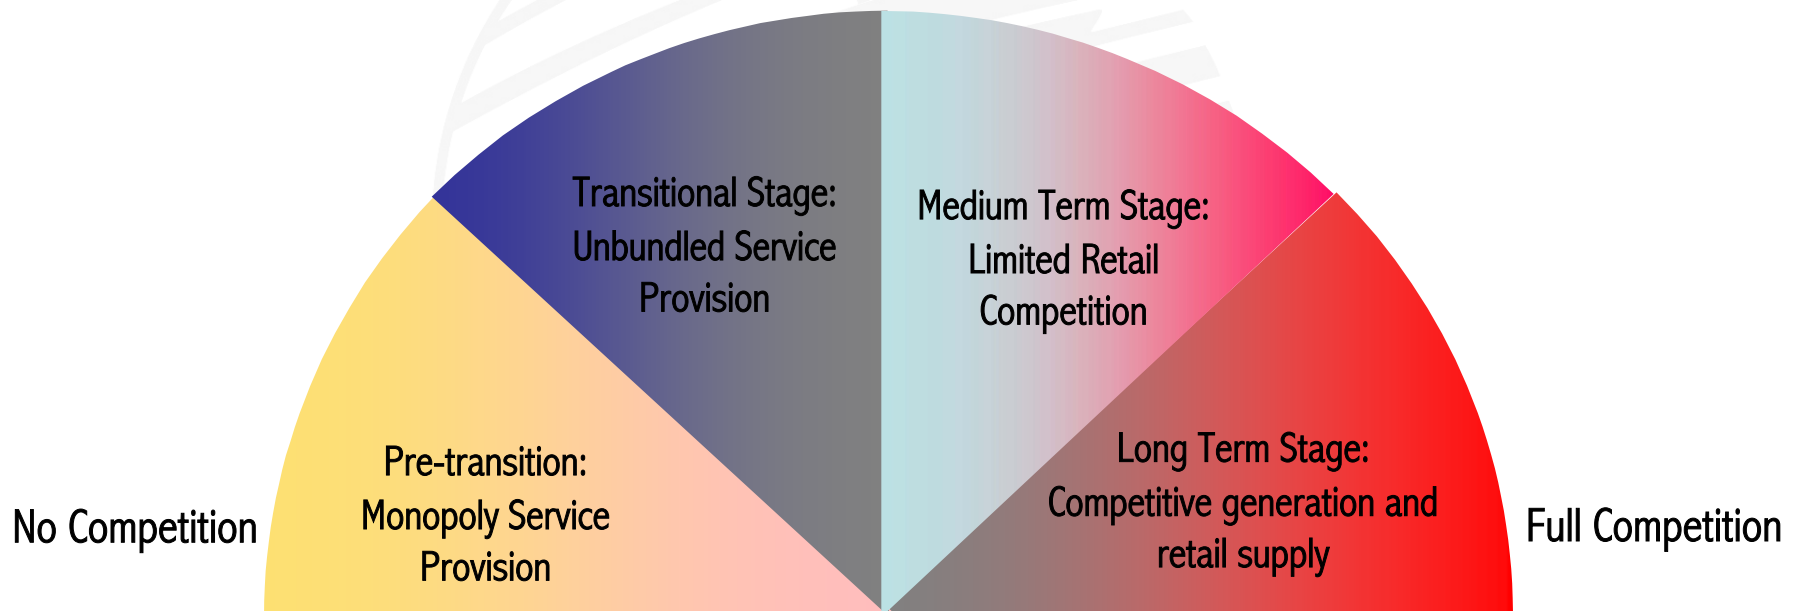 Transitional Stage:
Unbundled Service
Provision
Medium Term Stage:
Limited Retail
Competition
Pre-transition:
Monopoly Service
Provision
Long Term Stage:
Competitive generation and
retail supply
No Competition
Full Competition